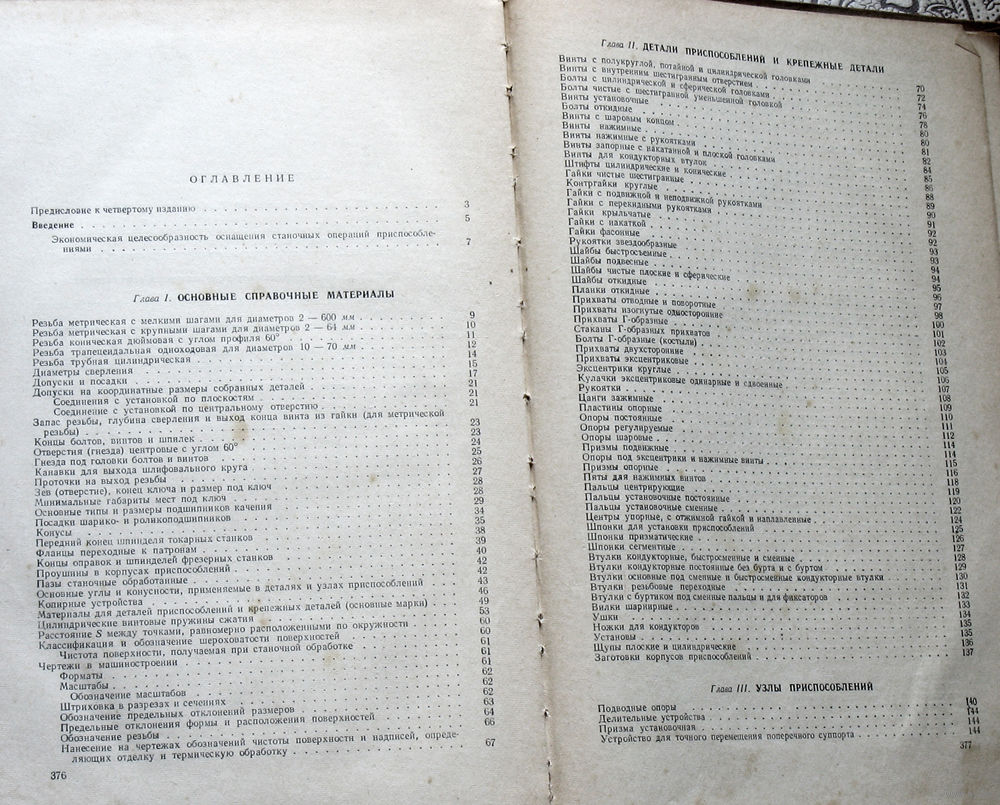 ОГЛАВЛЕНИЕ
Предисловие к четвертому изданию 3
Введение 5
Экономическая целесообразность оснащения станочных операций приспособле-
ниями 7
Глава I. ОСНОВНЫЕ СПРАВОЧНЫЕ МАТЕРИАЛЫ
Резьба метрическая с мелкими шагами для диаметров 2 — 600 мм 9
Резьба метрическая с крупными шагами для диаметров 2 — 64 мм 10
Резьба коническая дюймовая с углом профиля 60° 11
Резьба трапецеидальная одноходовая для диаметров 10 — 70 мм 12
Резьба трубная цилиндрическая 14
Диаметры сверления 15
Допуски и посадки 17
Допуски на координатные размеры собранных деталей 21
Соединения с установкой по плоскостям 21
Соединение с установкой по центральному отверстию 21
Запас резьбы, глубина сверления и выход конца винта из гайки (для метрической
резьбы) 23
Концы болтов, винтов и шпилек 23
Отверстия (гнезда) центровые с углом 60° 24
Гнезда под головки болтов и винтов 25
Канавки для выхода шлифовального круга 26
Проточки на выход резьбы 27
Зев (отверстие), конец ключа и размер под ключ 28
Минимальные габариты мест под ключ 28
Основные типы и размеры подшипников качения 29
Посадки шарико- и роликоподшипников 34
Конусы 35
Передний конец шпинделя токарных станков 38
Фланцы переходные к патронам 39
Концы оправок и шпинделей фрезерных станков 40
Проушины в корпусах приспособлений 42
Пазы станочные обработанные 42
Основные углы и конусности, применяемые в деталях и узлах приспособлений 43
Копирные устройства 46
Материалы для деталей приспособлений и крепежных деталей (основные марки) 49
Цилиндрические винтовые пружины сжатия 53
Расстояние S между точками, равномерно расположенными по окружности 60
Классификация и обозначение шероховатости поверхностей 60
Чистота поверхности, получаемая при станочной обработке 61
Чертежи в машиностроении 61
Форматы 61
Масштабы 62
Обозначение масштабов 62
Штриховка в разрезах и сечениях 62
Обозначение предельных отклонений размеров 63
Предельные отклонения формы и расположения поверхностей 64
Обозначение резьбы 66
Нанесение на чертежах обозначений чистоты поверхности и надписей, опреде-
ляющих отделку и термическую обработку 67
376
Глава II. ДЕТАЛИ ПРИСПОСОБЛЕНИЙ И КРЕПЕЖНЫЕ ДЕТАЛИ
Винты с полукруглой, потайной и цилиндрической головками 70
Винты с внутренним шестигранным отверстием 72
Болты с цилиндрической и сферической головками 74
Болты чистые с шестигранной уменьшенной головкой 76
Винты установочные 78
Болты откидные 80
Винты с шаровым концом 80
Винты нажимные 81
Винты нажимные с рукоятками 82
Винты запорные с накатанной и плоской головками 84
Винты для кондукторных втулок 85
Штифты цилиндрические и конические 86
Гайки чистые шестигранные 88
Контргайки круглые 89
Гайки с подвижной и неподвижной рукоятками 90
Гайки с перекидными рукоятками 91
Гайки крыльчатые 92
Гайки с накаткой 92
Гайки фасонные 93
Рукоятки звездообразные 93
Шайбы быстросъемные 94
Шайбы подвесные 94
Шайбы чистые плоские и сферические 95
Шайбы откидные 96
Планки откидные 97
Прихваты отводные и поворотные 98
Прихваты изогнутые односторонние 100
Прихваты Г-образные 101
Стаканы Г-образных прихватов 102
Болты Г-образные (костыли) 103
Прихваты двухсторонние 104
Прихваты эксцентриковые 105
Эксцентрики круглые 106
Кулачки эксцентриковые одинарные и сдвоенные 107
Рукоятки 108
Цанги зажимные 109
Пластины опорные 110
Опоры постоянные 111
Опоры регулируемые 112
Опоры шаровые 114
Призмы подвижные 114
Опоры под эксцентрики и нажимные винты 115
Призмы опорные 116
Пяты для нажимных винтов 118
Пальцы центрирующие 119
Пальцы установочные постоянные 120
Пальцы установочные сменные 122
Центры упорные, с отжимной гайкой и наплавленные 124
Шпонки для установки приспособлений 125
Шпонки призматические 126
Шпонки сегментные 127
Втулки кондукторные, быстросменные и сменные 128
Втулки кондукторные постоянные без бурта и с буртом 129
Втулки основные под сменные и быстросменные кондукторные втулки 130
Втулки резьбовые переходные 131
Втулки с буртиком под сменные пальцы и для фиксаторов 132
Вилки шарнирные 133
Ушки 134
Ножки для кондукторов 135
Установы 135
Щупы плоские и цилиндрические 136
Заготовки корпусов приспособлений 137
Глава III. УЗЛЫ ПРИСПОСОБЛЕНИЙ
Подводные опоры 140
Делительные устройства 144
Призма установочная 144
Устройство для точного перемещения поперечного суппорта 144
377